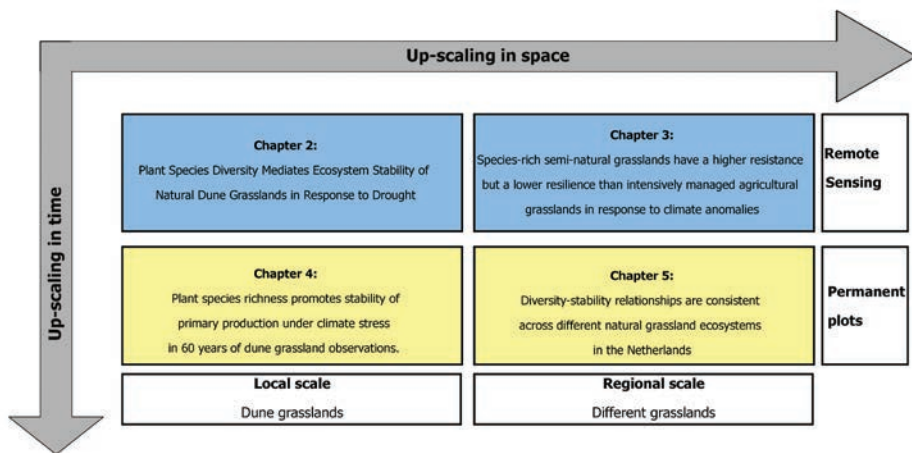 Up-scaling in space
Up-scaling in time
Chapter 2:
Plant Species Diversity Mediates Ecosystem Stability of
Natural Dune Grasslands in Response to Drought
Chapter 3:
Species-rich semi-natural grasslands have a higher resistance
but a lower resilience than intensively managed agricultural
grasslands in response to climate anomalies
Remote
Sensing
Chapter 4:
Plant species richness promotes stability of
primary production under climate stress
in 60 years of dune grassland observations.
Chapter 5:
Diversity-stability relationships are consistent
across different natural grassland ecosystems
in the Netherlands
Permanent
plots
Local scale
Dune grasslands
Regional scale
Different grasslands